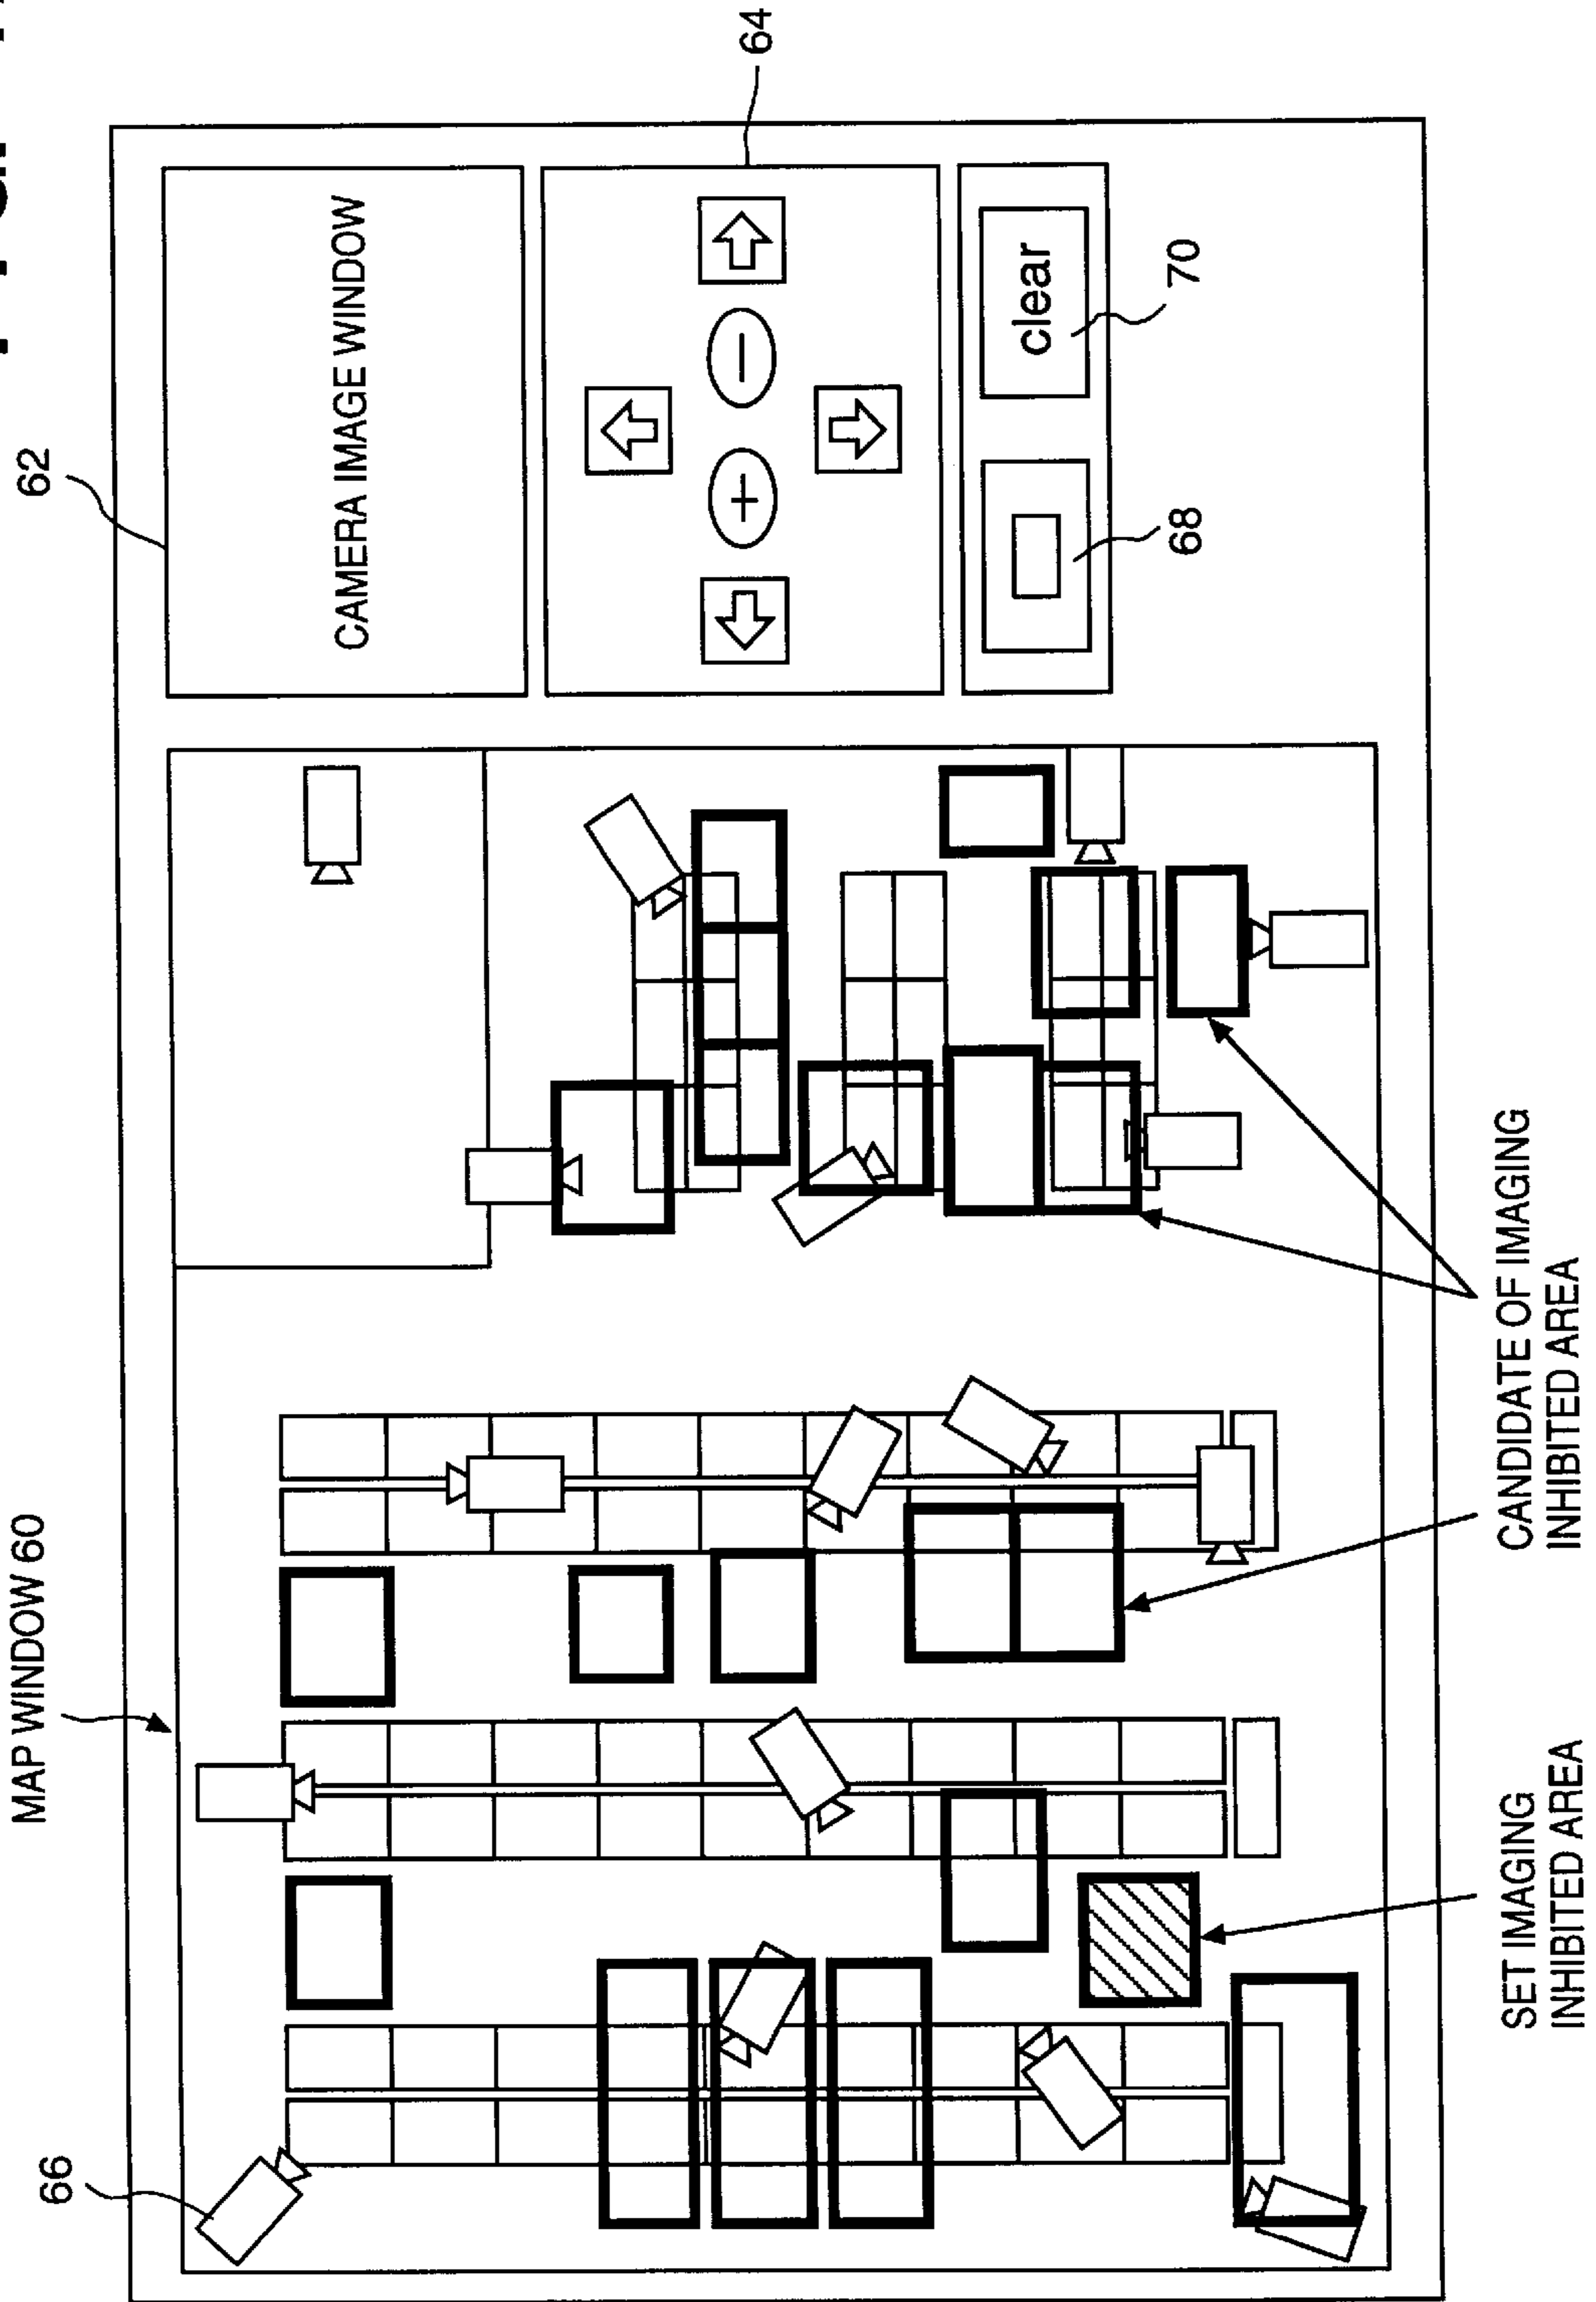 MAP WINDOW 60
62
64
66
CAMERA IMAGE WINDOW
+
−
clear
68
70
SET IMAGING
INHIBITED AREA
CANDIDATE OF IMAGING
INHIBITED AREA